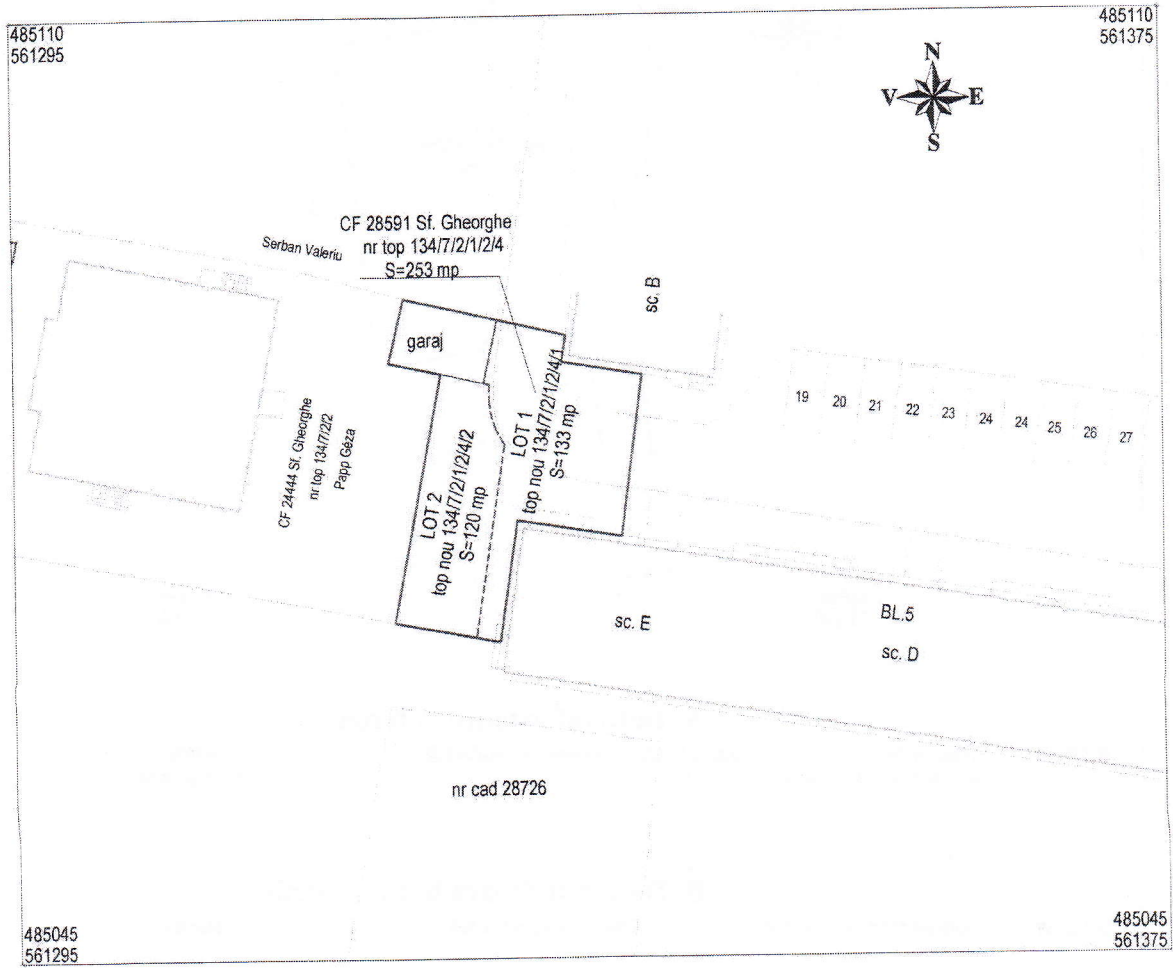 485110
561295
485110
561375
N
V E
S
CF 28591 Sf. Gheorghe
nr top 134/7/2/1/2/4
S=253 mp
Serban Valeriu
sc. B
garaj
LOT 1
top nou 134/7/2/1/2/4/1
S=133 mp
19 20 21 22 23 24 24 25 26 27
CF 24444 Sf. Gheorghe
nr top 134/7/2/2
Papp Géza
LOT 2
top nou 134/7/2/1/2/4/2
S=120 mp
sc. E
BL.5
sc. D
nr cad 28726
485045
561295
485045
561375